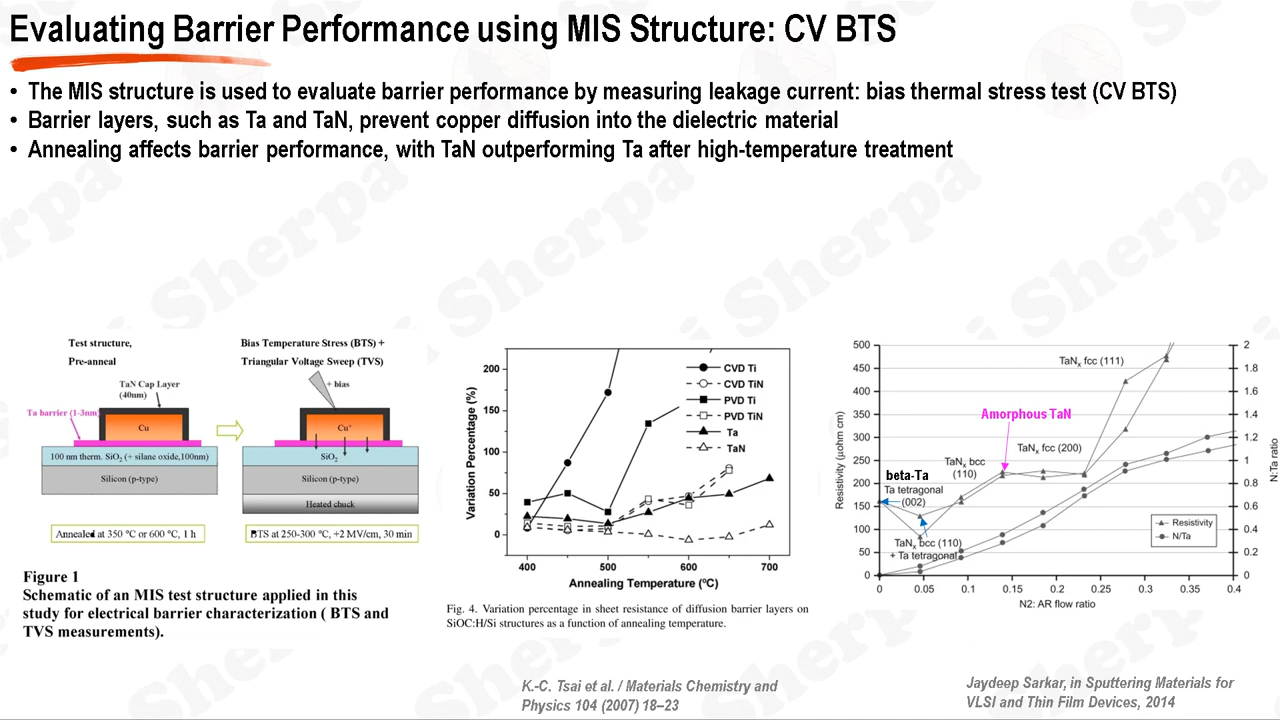 Evaluating Barrier Performance using MIS Structure: CV BTS
• The MIS structure is used to evaluate barrier performance by measuring leakage current: bias thermal stress test (CV BTS)
• Barrier layers, such as Ta and TaN, prevent copper diffusion into the dielectric material
• Annealing affects barrier performance, with TaN outperforming Ta after high-temperature treatment
Test structure,
Pre-anneal
TaN Cap Layer
(40nm)
Ta barrier (1-3nm)
Cu
100 nm therm. SiO2 (+ silane oxide,100nm)
Silicon (p-type)
Annealed at 350 °C or 600 °C, 1 h
Bias Temperature Stress (BTS) +
Triangular Voltage Sweep (TVS)
+ bias
Cu+
SiO2
Silicon (p-type)
Heated chuck
BTS at 250-300 °C, +2 MV/cm, 30 min
Figure 1
Schematic of an MIS test structure applied in this
study for electrical barrier characterization ( BTS and
TVS measurements).
Variation Percentage (%)
200
150
100
50
0
400
500
600
700
Annealing Temperature (ºC)
CVD Ti
CVD TiN
PVD Ti
PVD TiN
Ta
TaN
Fig. 4. Variation percentage in sheet resistance of diffusion barrier layers on
SiOC:H/Si structures as a function of annealing temperature.
K.-C. Tsai et al. / Materials Chemistry and
Physics 104 (2007) 18–23
Resistivity (μohm cm)
500
450
400
350
300
250
200
150
100
50
0
TaNx fcc (111)
Amorphous TaN
TaNx fcc (200)
TaNx bcc
(110)
beta-Ta
Ta tetragonal
(002)
TaNx bcc (110)
+ Ta tetragonal
Resistivity
N/Ta
2
1.8
1.6
1.4
1.2
1
0.8
0.6
0.4
0.2
0
N:Ta ratio
0
0.05
0.1
0.15
0.2
0.25
0.3
0.35
0.4
N2: AR flow ratio
Jaydeep Sarkar, in Sputtering Materials for
VLSI and Thin Film Devices, 2014
Sherpa